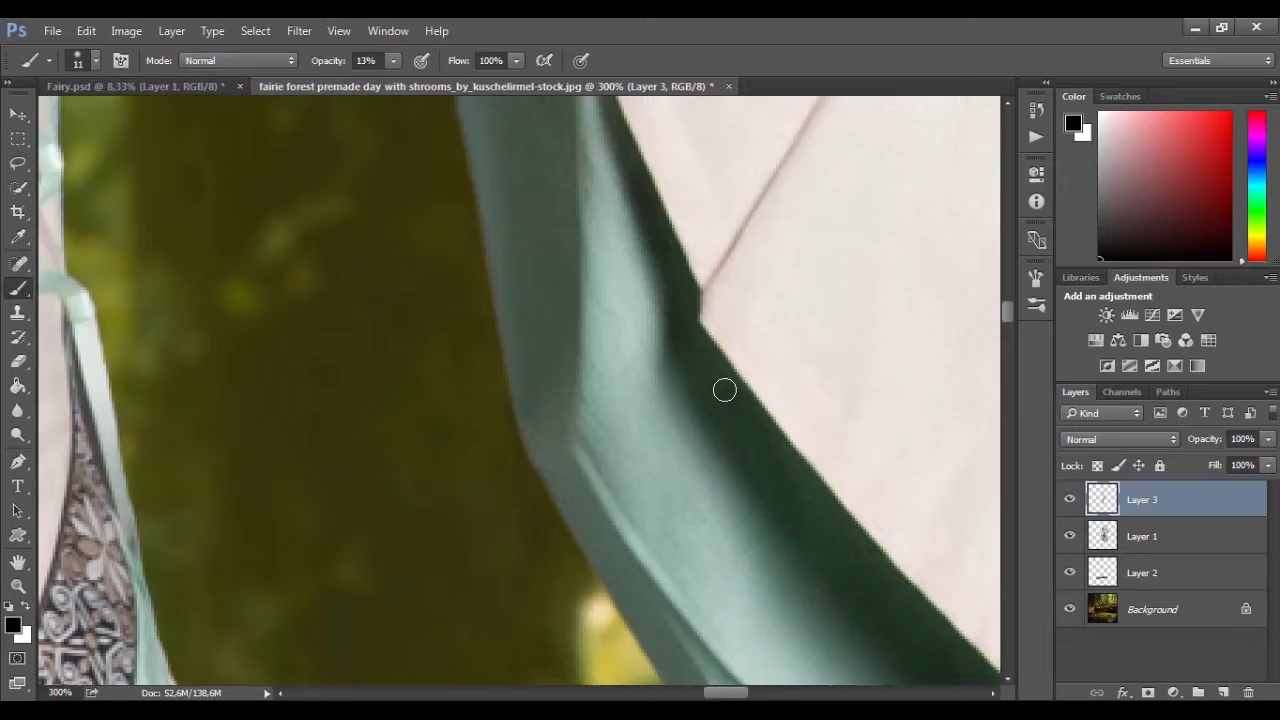 Ps File Edit Image Layer Type Select Filter View Window Help
11 Mode: Normal Opacity: 13% Flow: 100% Essentials
Fairy.psd @ 8,33% (Layer 1, RGB/8) * × fairie forest premade day with shrooms_by_kuschelirmel-stock.jpg @ 300% (Layer 3, RGB/8) * ×
Color Swatches
Libraries Adjustments Styles
Add an adjustment
Layers Channels Paths
Kind
Normal Opacity: 100%
Lock: Fill: 100%
Layer 3
Layer 1
Layer 2
Background
300% Doc: 52,6M/138,6M